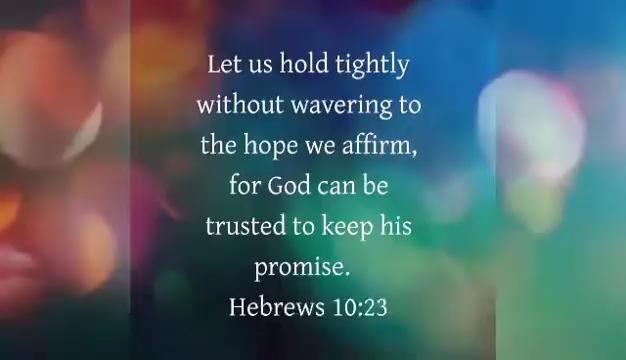 Let us hold tightly
without wavering to
the hope we affirm,
for God can be
trusted to keep his
promise.
Hebrews 10:23